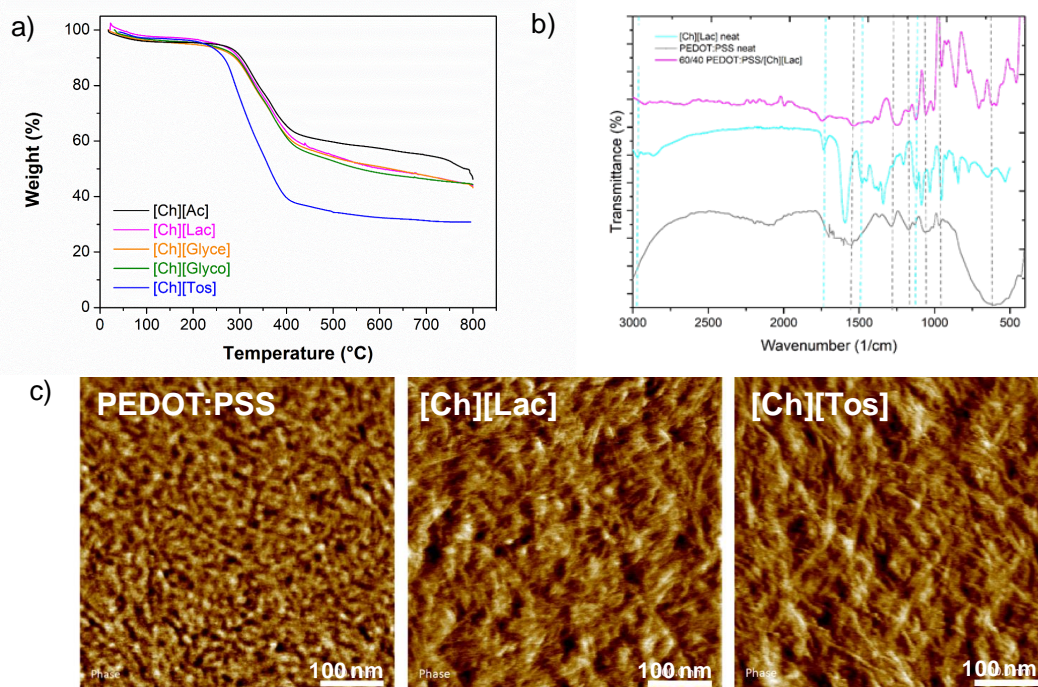 a)
100
80
60
40
20
0
Weight (%)
[Ch][Ac]
[Ch][Lac]
[Ch][Glyce]
[Ch][Glyco]
[Ch][Tos]
0 100 200 300 400 500 600 700 800
Temperature (°C)
b)
[Ch][Lac] neat
PEDOT:PSS neat
60/40 PEDOT:PSS/[Ch][Lac]
Transmittance (%)
3000 2500 2000 1500 1000 500
Wavenumber (1/cm)
c)
PEDOT:PSS
Phase
100 nm
[Ch][Lac]
Phase
100 nm
[Ch][Tos]
Phase
100 nm